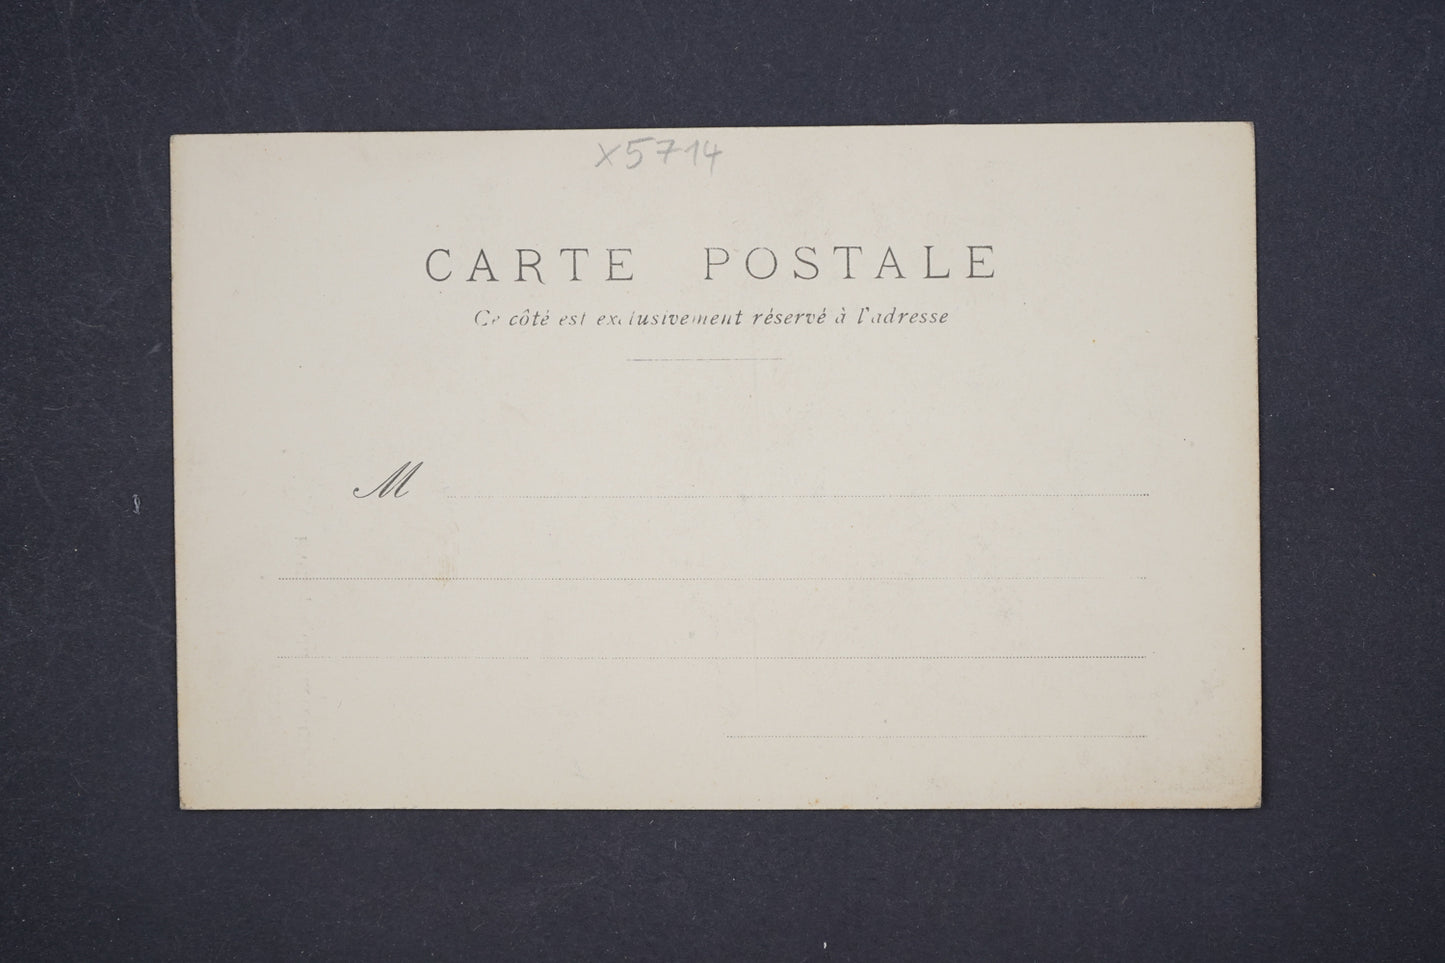 X5714
CARTE POSTALE
Ce côté est exclusivement réservé à l'adresse
M